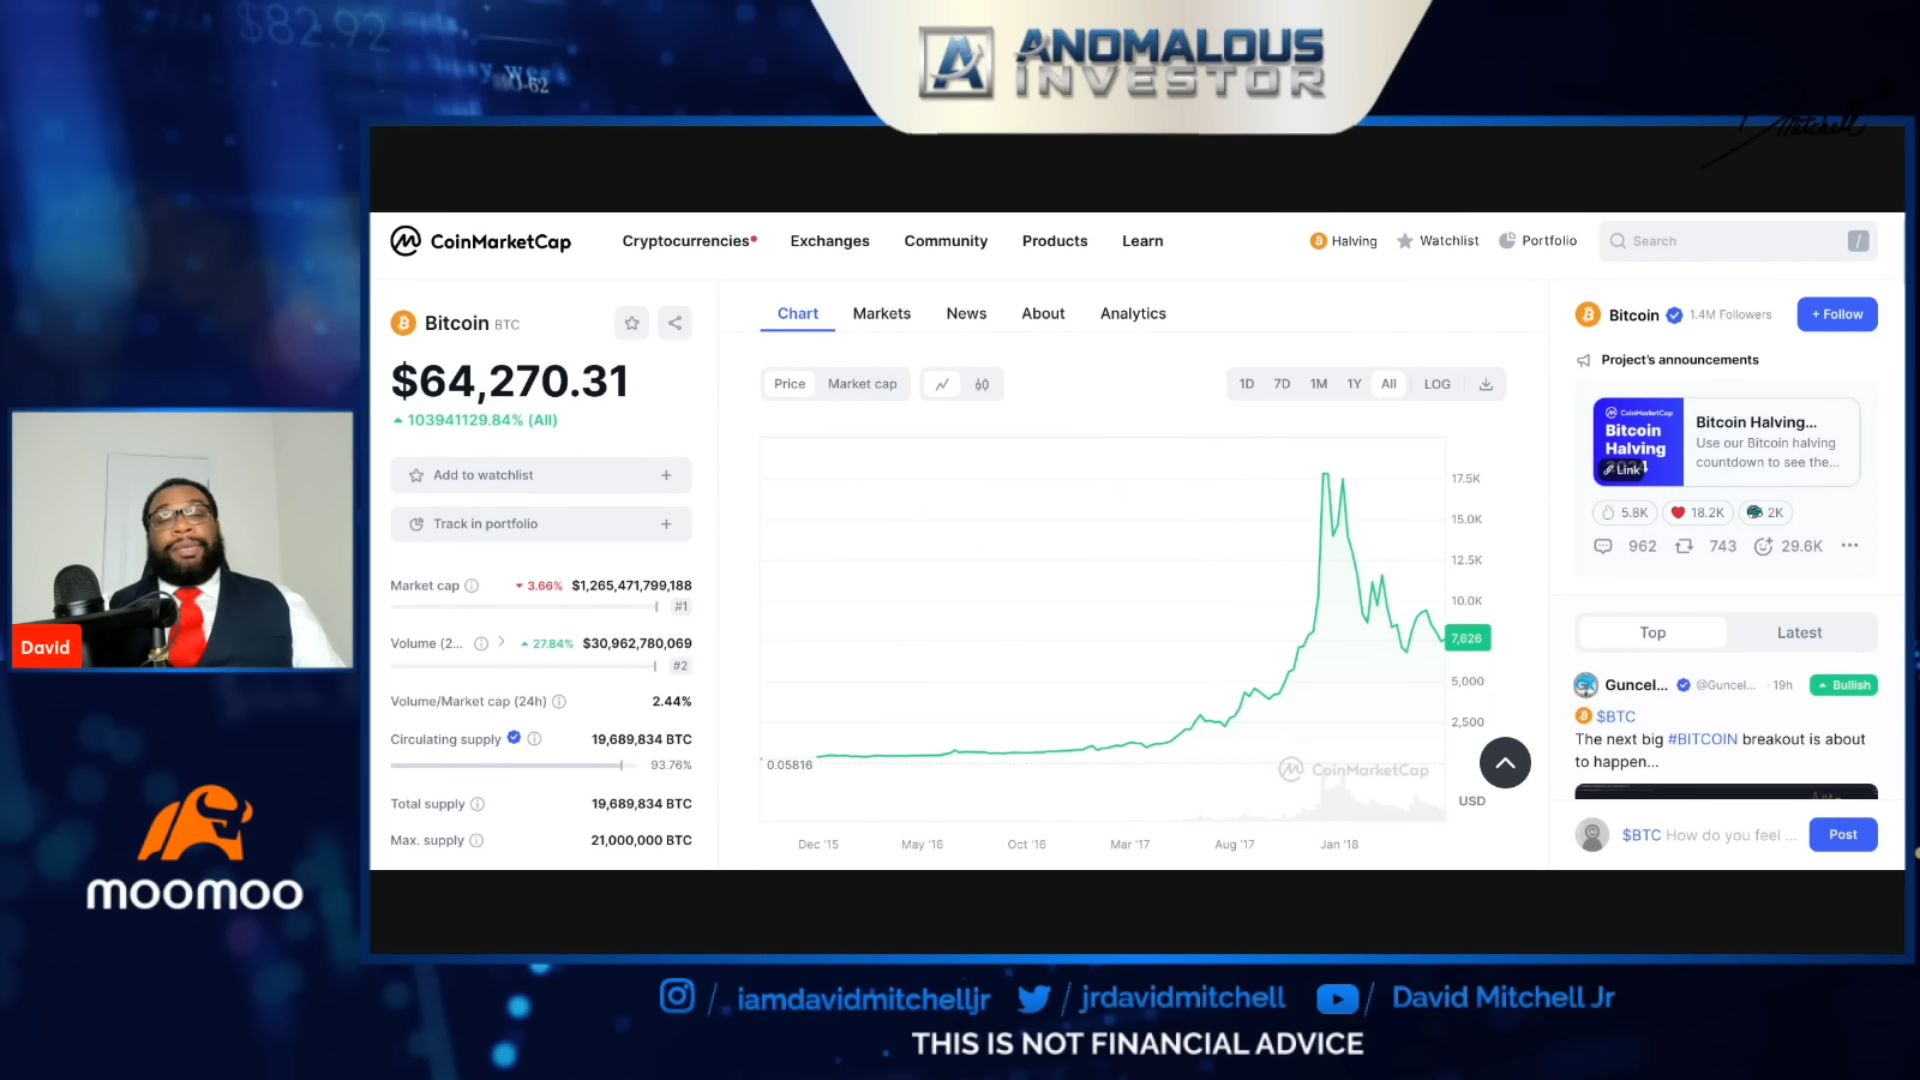 $82.92
ANOMALOUS
INVESTOR
D Mitchell
CoinMarketCap
Cryptocurrencies
Exchanges
Community
Products
Learn
Halving
Watchlist
Portfolio
Search
/
Bitcoin BTC
$64,270.31
103941129.84% (All)
Add to watchlist +
Track in portfolio +
Market cap 3.66% $1,265,471,799,188
#1
Volume (2... 27.84% $30,962,780,069
#2
Volume/Market cap (24h) 2.44%
Circulating supply 19,689,834 BTC
93.76%
Total supply 19,689,834 BTC
Max. supply 21,000,000 BTC
Chart Markets News About Analytics
Price Market cap
1D 7D 1M 1Y All LOG
17.5K
15.0K
12.5K
10.0K
7,626
5,000
2,500
0.05816
CoinMarketCap
USD
Dec '15 May '16 Oct '16 Mar '17 Aug '17 Jan '18
Bitcoin 1.4M Followers + Follow
Project's announcements
CoinMarketCap
Bitcoin
Halving
Link
Bitcoin Halving...
Use our Bitcoin halving
countdown to see the...
5.8K 18.2K 2K
962 743 29.6K
Top Latest
Guncel... @Guncel... · 19h Bullish
$BTC
The next big #BITCOIN breakout is about
to happen...
$BTC How do you feel ... Post
David
moomoo
/ iamdavidmitchelljr / jrdavidmitchell / David Mitchell Jr
THIS IS NOT FINANCIAL ADVICE